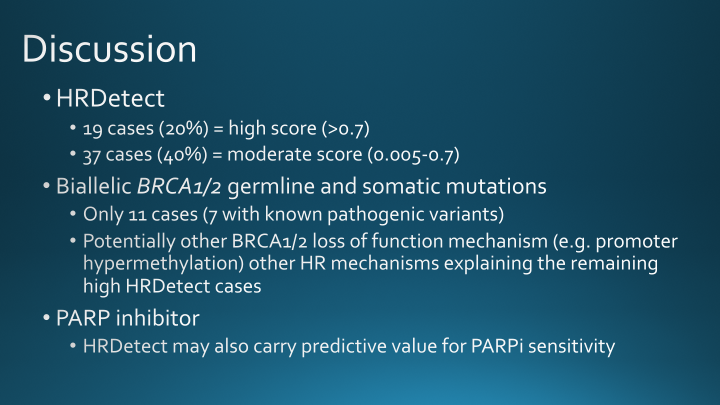 Discussion
• HRDetect
• 19 cases (20%) = high score (>0.7)
• 37 cases (40%) = moderate score (0.005-0.7)
• Biallelic BRCA1/2 germline and somatic mutations
• Only 11 cases (7 with known pathogenic variants)
• Potentially other BRCA1/2 loss of function mechanism (e.g. promoter
hypermethylation) other HR mechanisms explaining the remaining
high HRDetect cases
• PARP inhibitor
• HRDetect may also carry predictive value for PARPi sensitivity